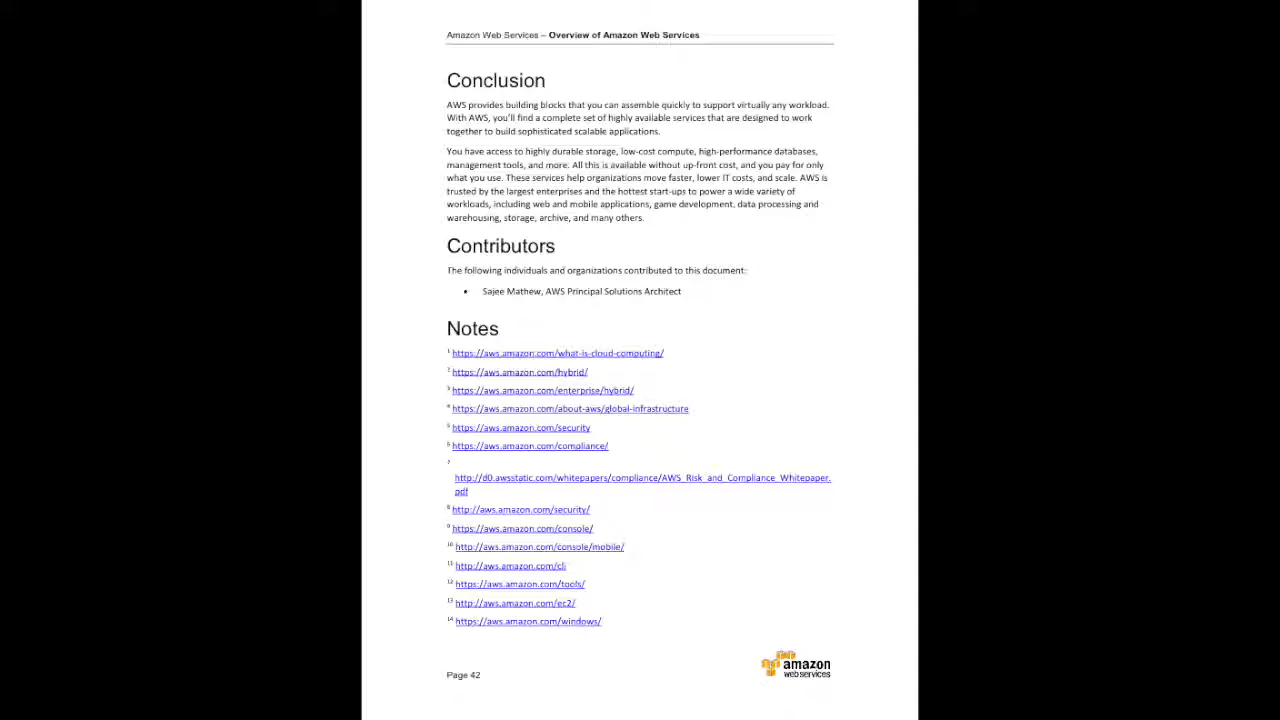 Amazon Web Services – Overview of Amazon Web Services
Conclusion
AWS provides building blocks that you can assemble quickly to support virtually any workload.
With AWS, you'll find a complete set of highly available services that are designed to work
together to build sophisticated scalable applications.
You have access to highly durable storage, low-cost compute, high-performance databases,
management tools, and more. All this is available without up-front cost, and you pay for only
what you use. These services help organizations move faster, lower IT costs, and scale. AWS is
trusted by the largest enterprises and the hottest start-ups to power a wide variety of
workloads, including web and mobile applications, game development, data processing and
warehousing, storage, archive, and many others.
Contributors
The following individuals and organizations contributed to this document:
• Sajee Mathew, AWS Principal Solutions Architect
Notes
1 https://aws.amazon.com/what-is-cloud-computing/
2 https://aws.amazon.com/hybrid/
3 https://aws.amazon.com/enterprise/hybrid/
4 https://aws.amazon.com/about-aws/global-infrastructure
5 https://aws.amazon.com/security
6 https://aws.amazon.com/compliance/
7
http://d0.awsstatic.com/whitepapers/compliance/AWS_Risk_and_Compliance_Whitepaper.
pdf
8 http://aws.amazon.com/security/
9 https://aws.amazon.com/console/
10 http://aws.amazon.com/console/mobile/
11 http://aws.amazon.com/cli
12 https://aws.amazon.com/tools/
13 http://aws.amazon.com/ec2/
14 https://aws.amazon.com/windows/
Page 42
amazon
web services